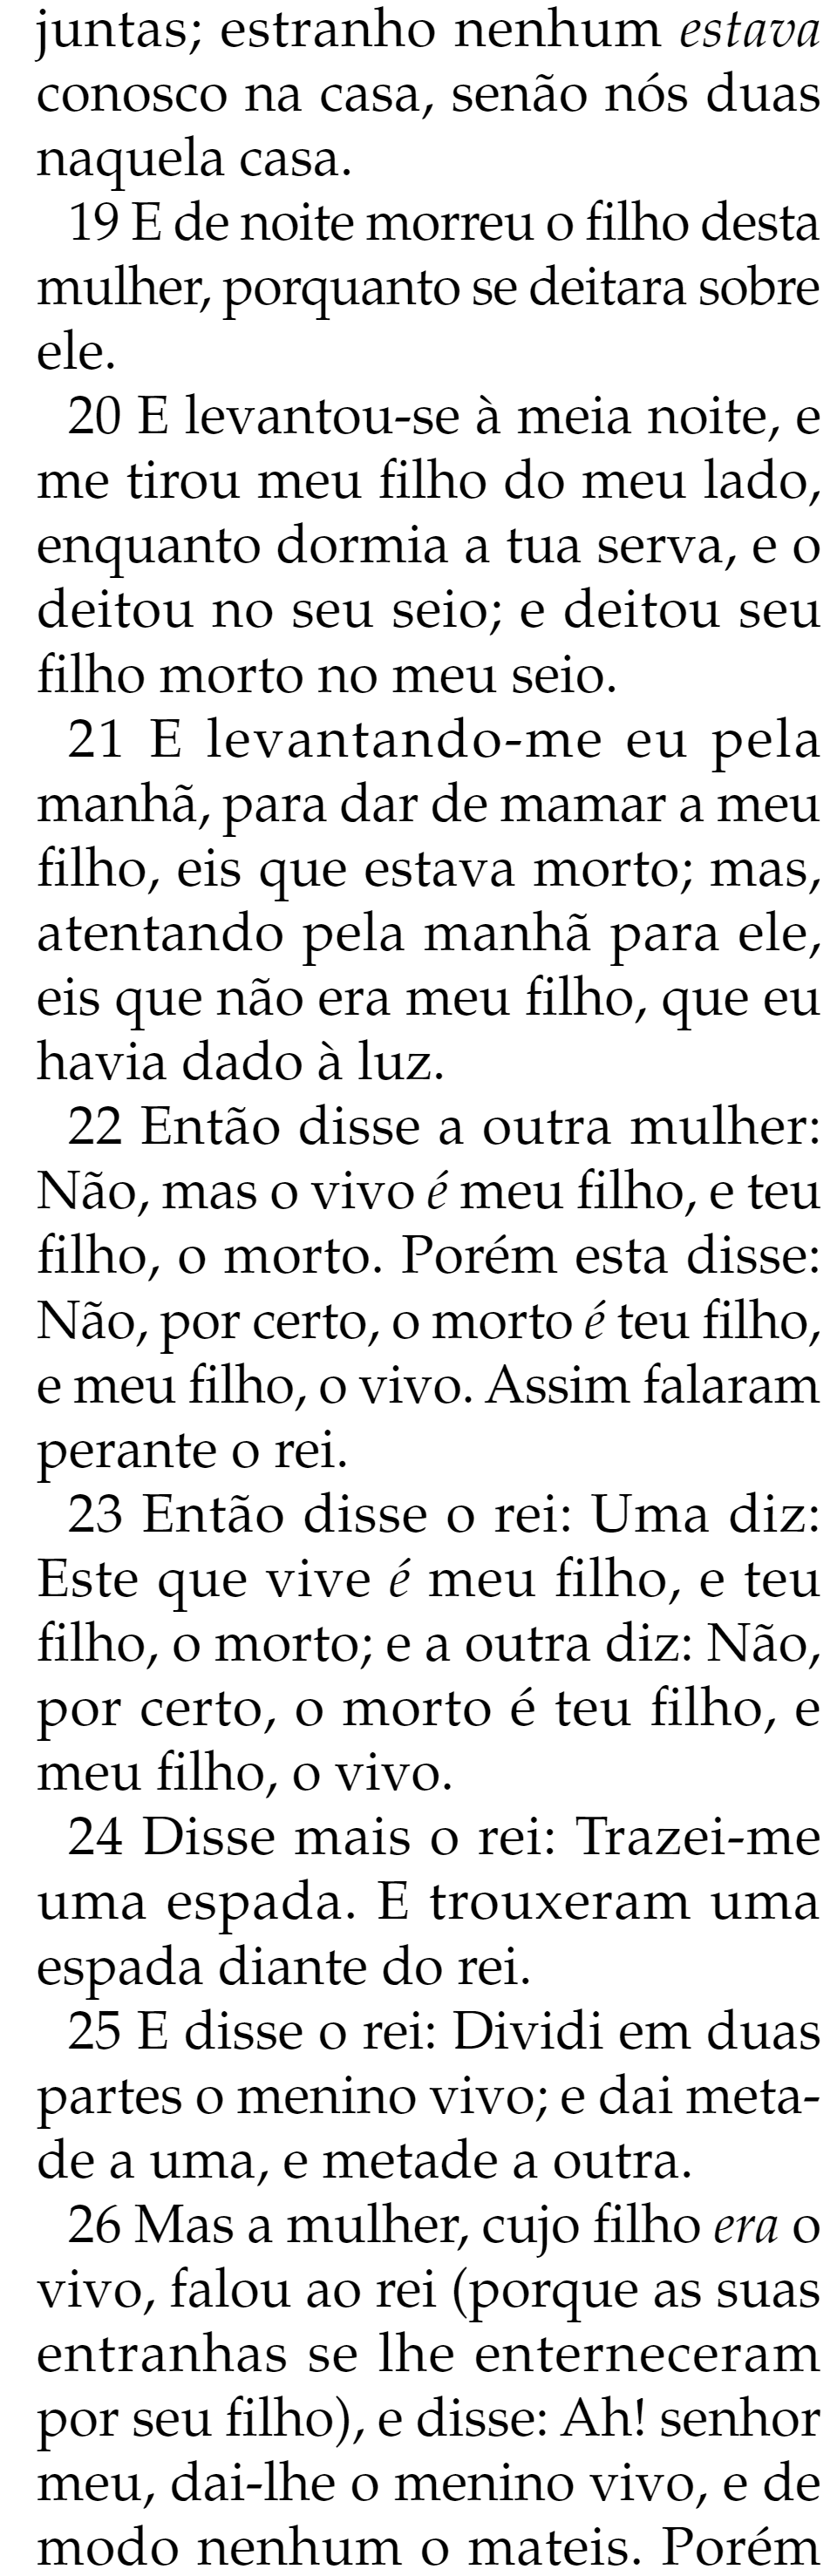 juntas; estranho nenhum estava
conosco na casa, senão nós duas
naquela casa.
19 E de noite morreu o filho desta
mulher, porquanto se deitara sobre
ele.
20 E levantou-se à meia noite, e
me tirou meu filho do meu lado,
enquanto dormia a tua serva, e o
deitou no seu seio; e deitou seu
filho morto no meu seio.
21 E levantando-me eu pela
manhã, para dar de mamar a meu
filho, eis que estava morto; mas,
atentando pela manhã para ele,
eis que não era meu filho, que eu
havia dado à luz.
22 Então disse a outra mulher:
Não, mas o vivo é meu filho, e teu
filho, o morto. Porém esta disse:
Não, por certo, o morto é teu filho,
e meu filho, o vivo. Assim falaram
perante o rei.
23 Então disse o rei: Uma diz:
Este que vive é meu filho, e teu
filho, o morto; e a outra diz: Não,
por certo, o morto é teu filho, e
meu filho, o vivo.
24 Disse mais o rei: Trazei-me
uma espada. E trouxeram uma
espada diante do rei.
25 E disse o rei: Dividi em duas
partes o menino vivo; e dai meta-
de a uma, e metade a outra.
26 Mas a mulher, cujo filho era o
vivo, falou ao rei (porque as suas
entranhas se lhe enterneceram
por seu filho), e disse: Ah! senhor
meu, dai-lhe o menino vivo, e de
modo nenhum o mateis. Porém